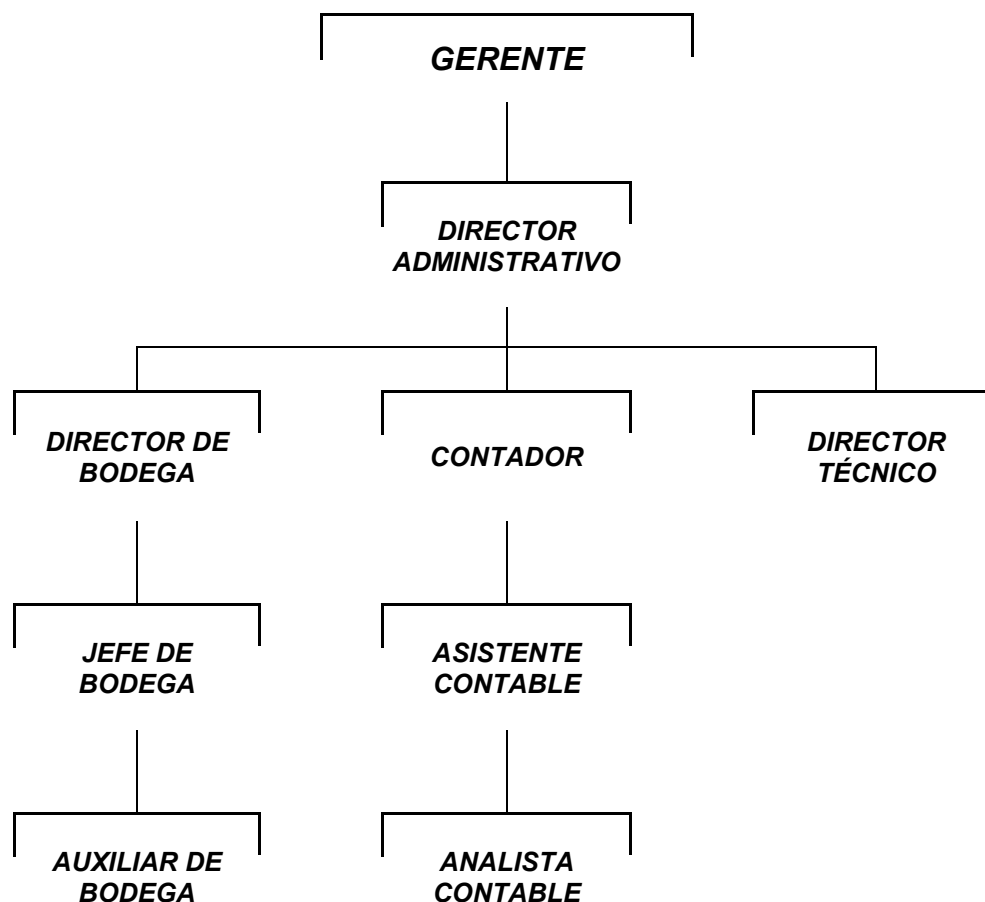 GERENTE
DIRECTOR
ADMINISTRATIVO
DIRECTOR DE
BODEGA
CONTADOR
DIRECTOR
TÉCNICO
JEFE DE
BODEGA
ASISTENTE
CONTABLE
AUXILIAR DE
BODEGA
ANALISTA
CONTABLE